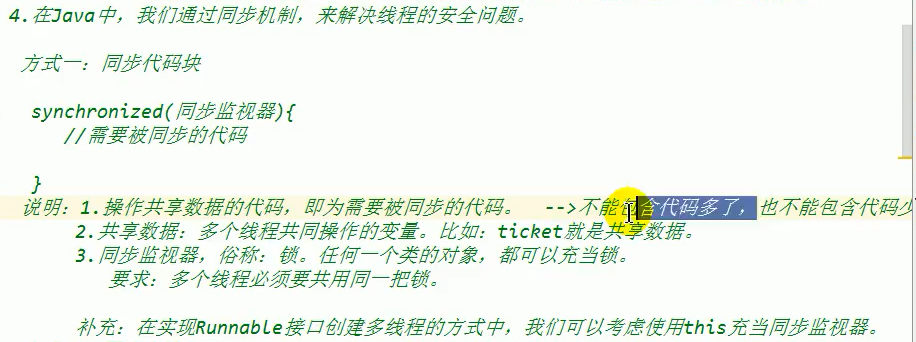 4.在Java中，我们通过同步机制，来解决线程的安全问题。
方式一：同步代码块
synchronized(同步监视器){
//需要被同步的代码
}
说明：1.操作共享数据的代码，即为需要被同步的代码。 -->不能包含代码多了，也不能包含代码少
2.共享数据：多个线程共同操作的变量。比如：ticket就是共享数据。
3.同步监视器，俗称：锁。任何一个类的对象，都可以充当锁。
要求：多个线程必须要共用同一把锁。
补充：在实现Runnable接口创建多线程的方式中，我们可以考虑使用this充当同步监视器。